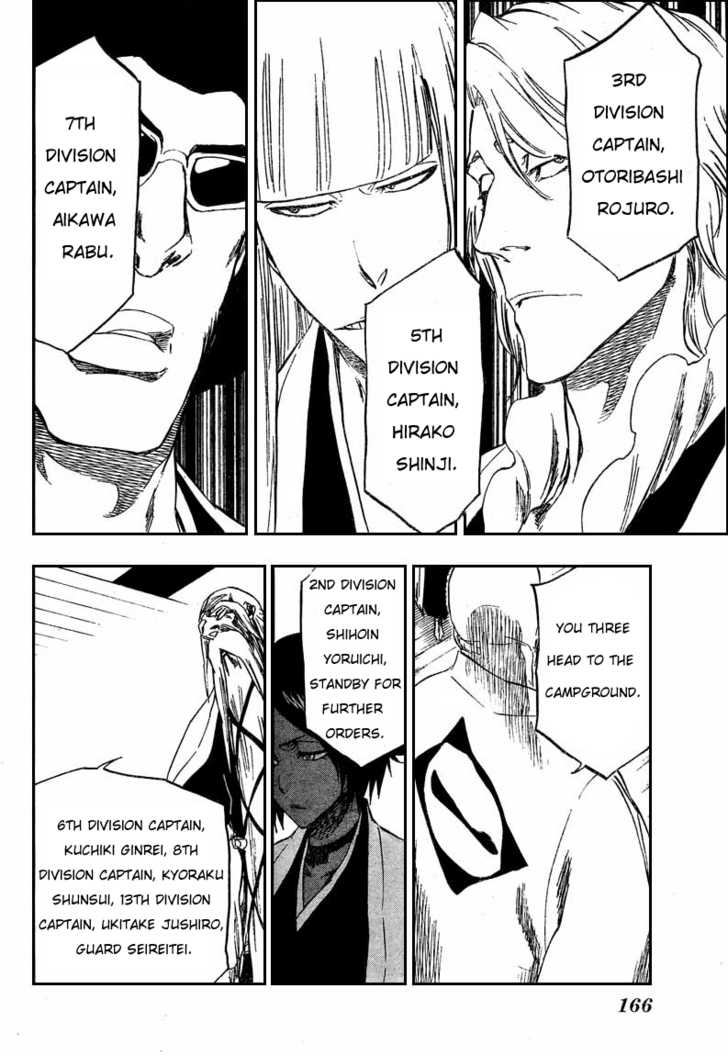 3RD
DIVISION
CAPTAIN,
OTORIBASHI
ROJURO.
5TH
DIVISION
CAPTAIN,
HIRAKO
SHINJI.
7TH
DIVISION
CAPTAIN,
AIKAWA
RABU.
YOU THREE
HEAD TO THE
CAMPGROUND.
2ND DIVISION
CAPTAIN,
SHIHOIN
YORUICHI,
STANDBY FOR
FURTHER
ORDERS.
6TH DIVISION CAPTAIN,
KUCHIKI GINREI, 8TH
DIVISION CAPTAIN, KYORAKU
SHUNSUI, 13TH DIVISION
CAPTAIN, UKITAKE JUSHIRO,
GUARD SEIREITEI.
166